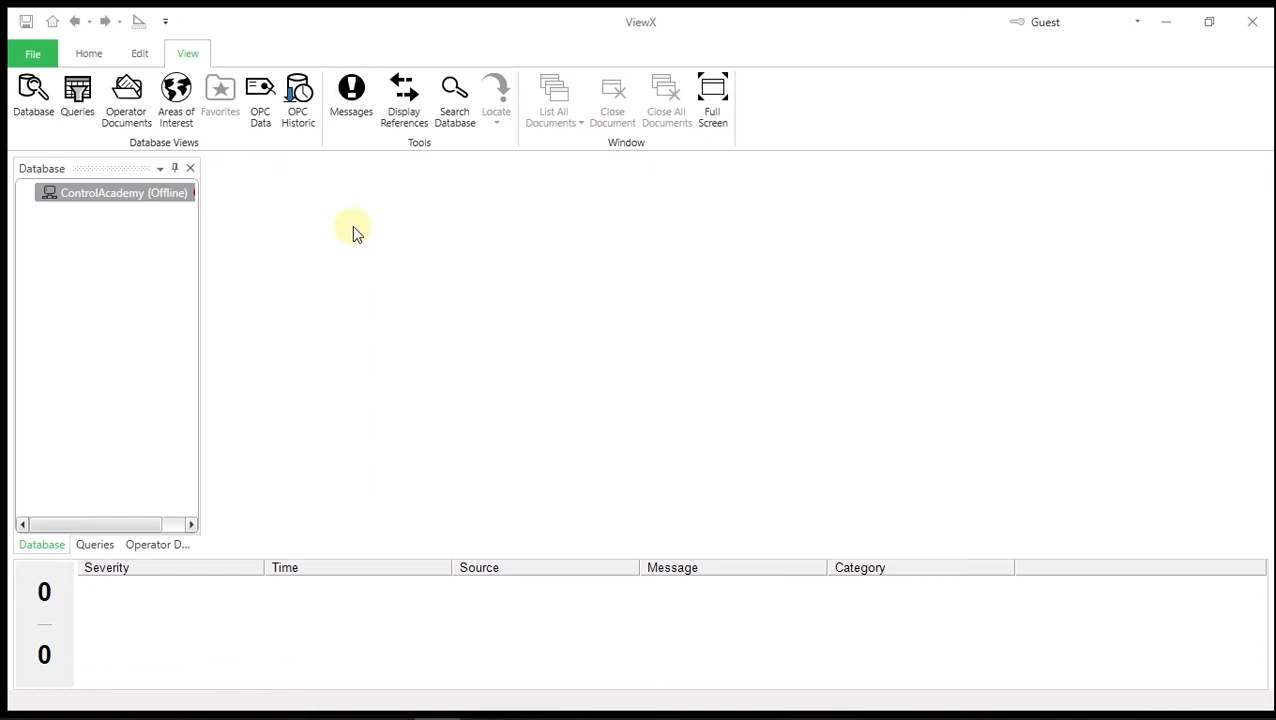 ViewX
Guest
File
Home
Edit
View
Database
Queries
Operator
Documents
Areas of
Interest
Favorites
OPC
Data
OPC
Historic
Messages
Display
References
Search
Database
Locate
List All
Documents
Close
Document
Close All
Documents
Full
Screen
Database Views
Tools
Window
Database
ControlAcademy (Offline)
Database
Queries
Operator D...
Severity
Time
Source
Message
Category
0
0